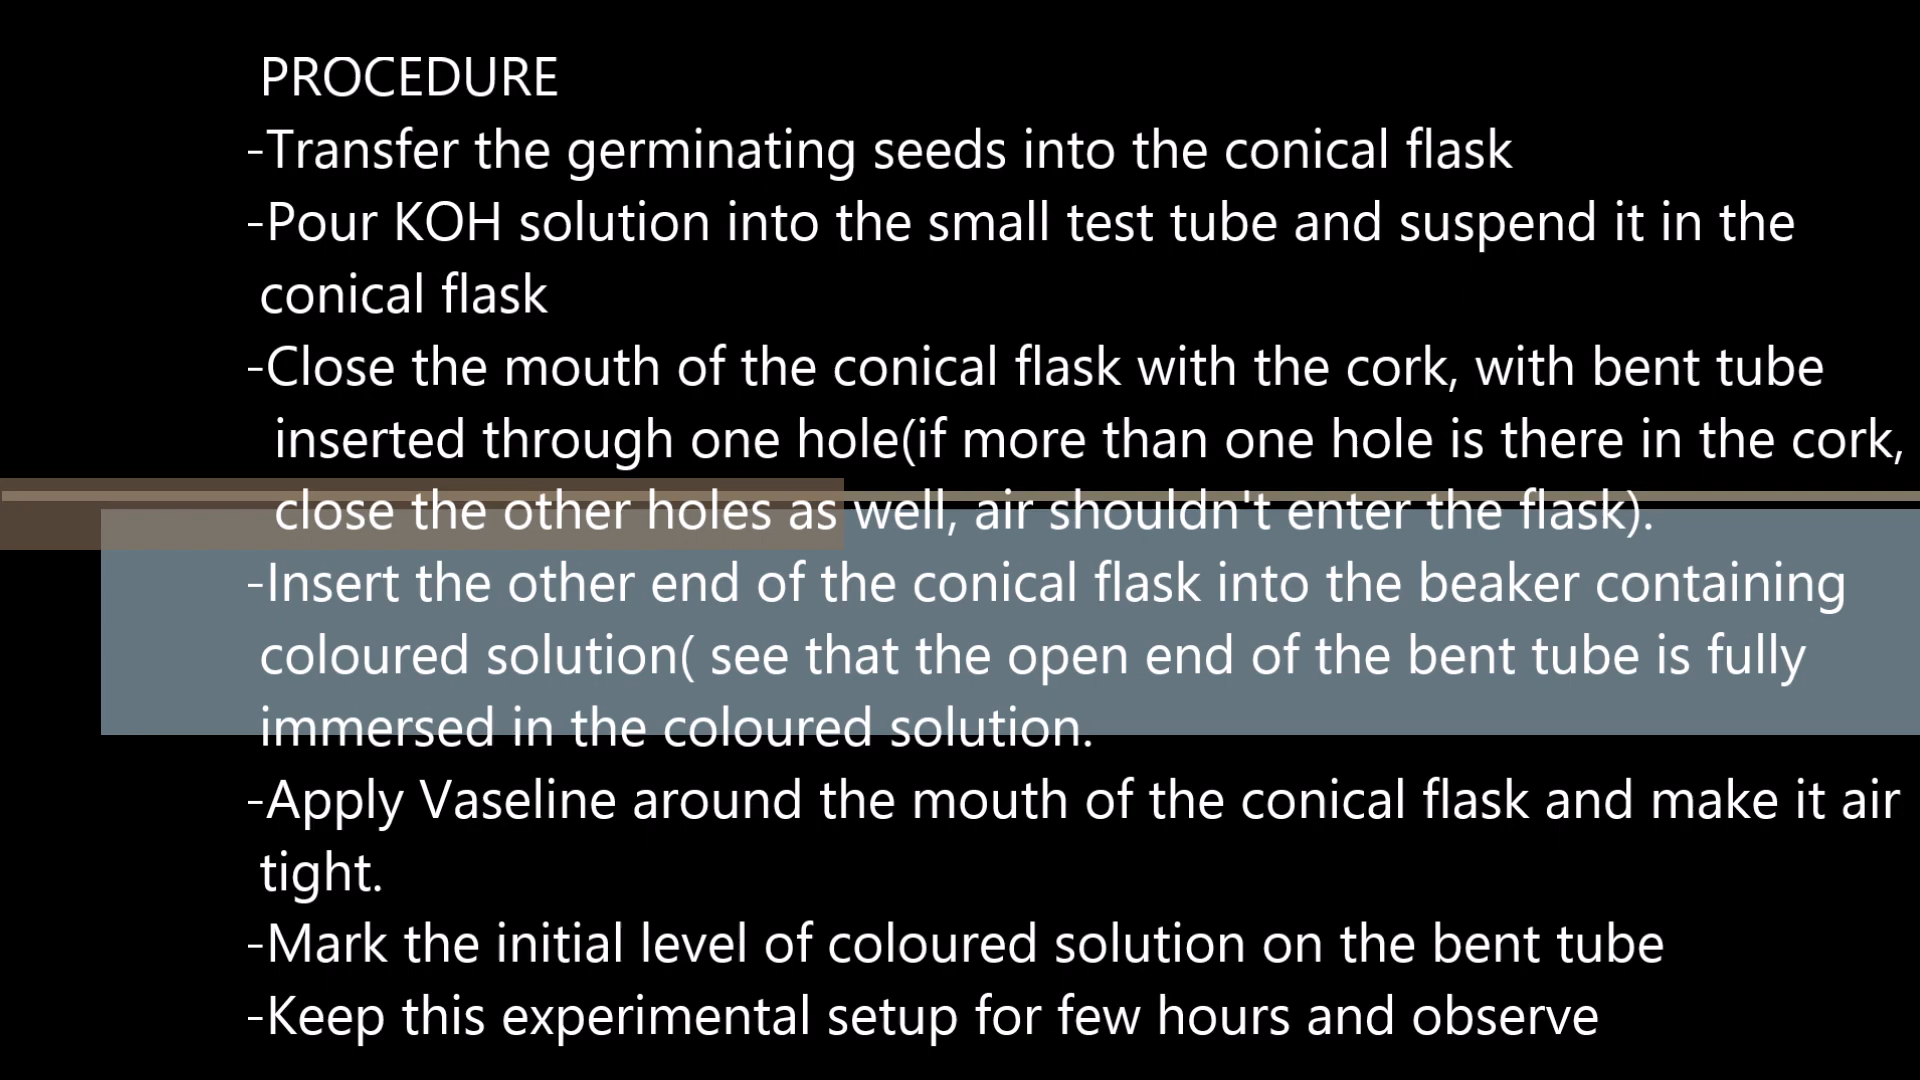 PROCEDURE
-Transfer the germinating seeds into the conical flask
-Pour KOH solution into the small test tube and suspend it in the
conical flask
-Close the mouth of the conical flask with the cork, with bent tube
inserted through one hole(if more than one hole is there in the cork,
close the other holes as well, air shouldn't enter the flask).
-Insert the other end of the conical flask into the beaker containing
coloured solution( see that the open end of the bent tube is fully
immersed in the coloured solution.
-Apply Vaseline around the mouth of the conical flask and make it air
tight.
-Mark the initial level of coloured solution on the bent tube
-Keep this experimental setup for few hours and observe